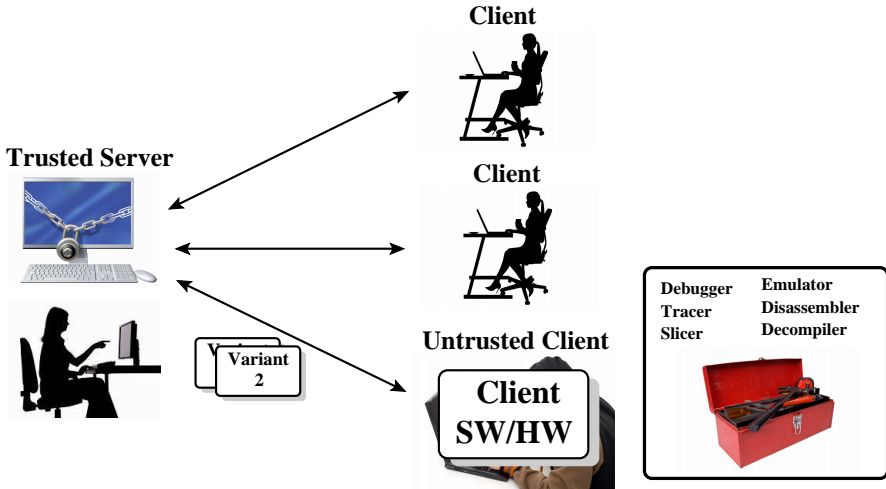 Client
Trusted Server
Client
Debugger
Tracer
Slicer
Emulator
Disassembler
Decompiler
Untrusted Client
Variant
2
Client
SW/HW